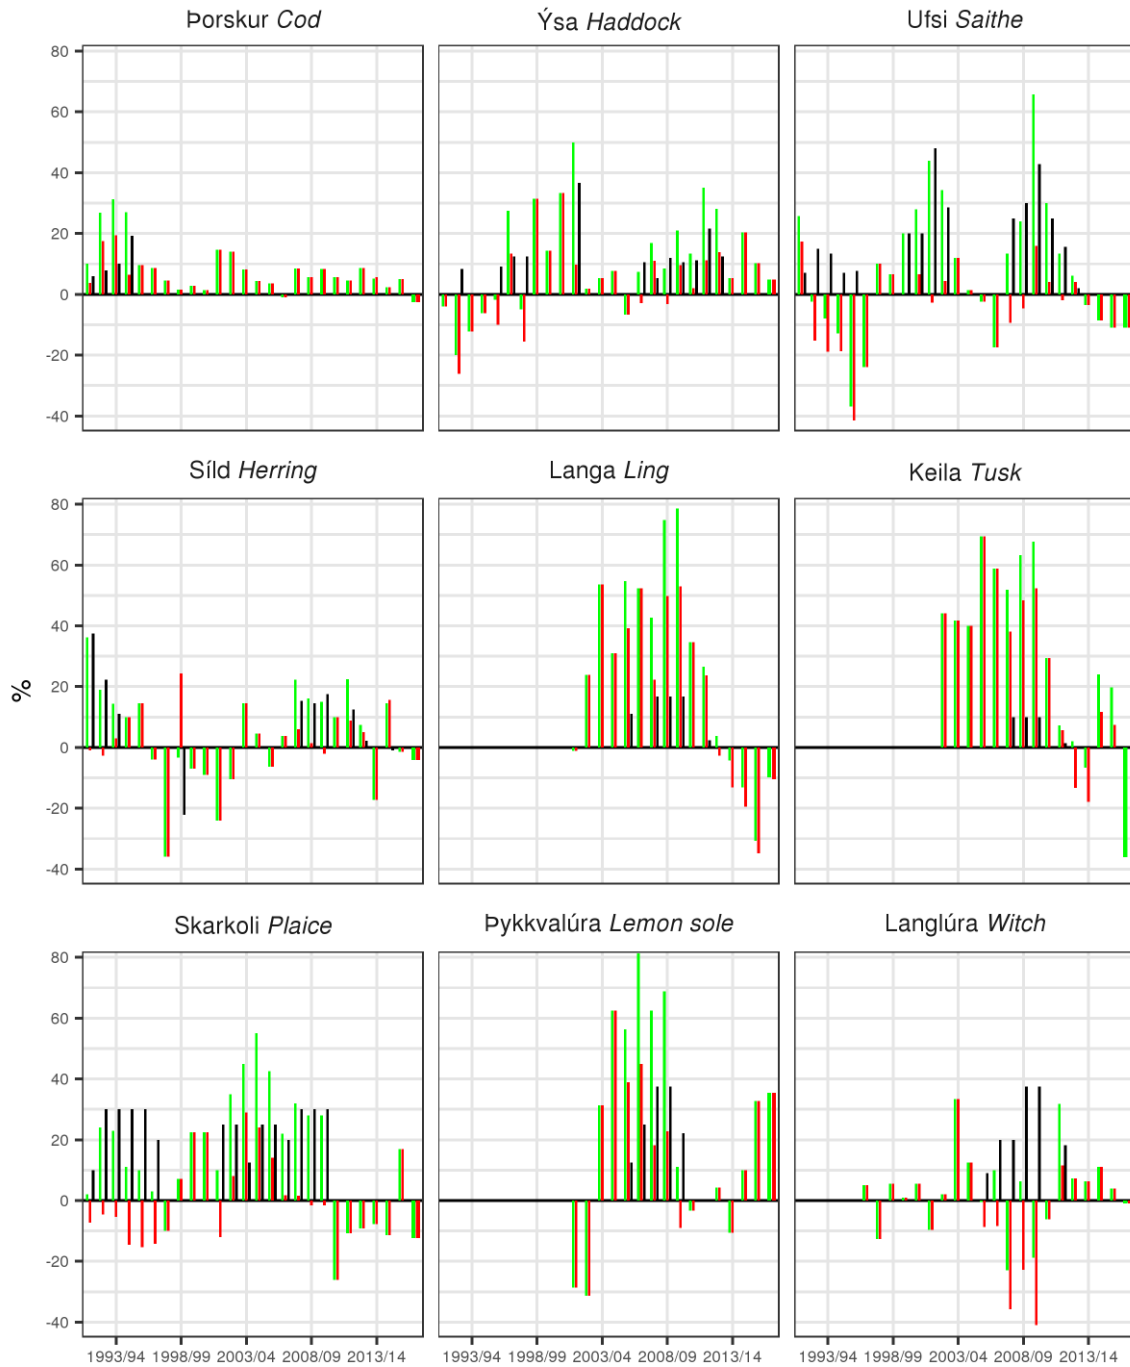 Þorskur Cod
Ýsa Haddock
Ufsi Saithe
80
60
40
20
0
-20
-40
Síld Herring
Langa Ling
Keila Tusk
80
60
40
20
0
-20
-40
%
Skarkoli Plaice
Þykkvalúra Lemon sole
Langlúra Witch
80
60
40
20
0
-20
-40
1993/94 1998/99 2003/04 2008/09 2013/14
1993/94 1998/99 2003/04 2008/09 2013/14
1993/94 1998/99 2003/04 2008/09 2013/14